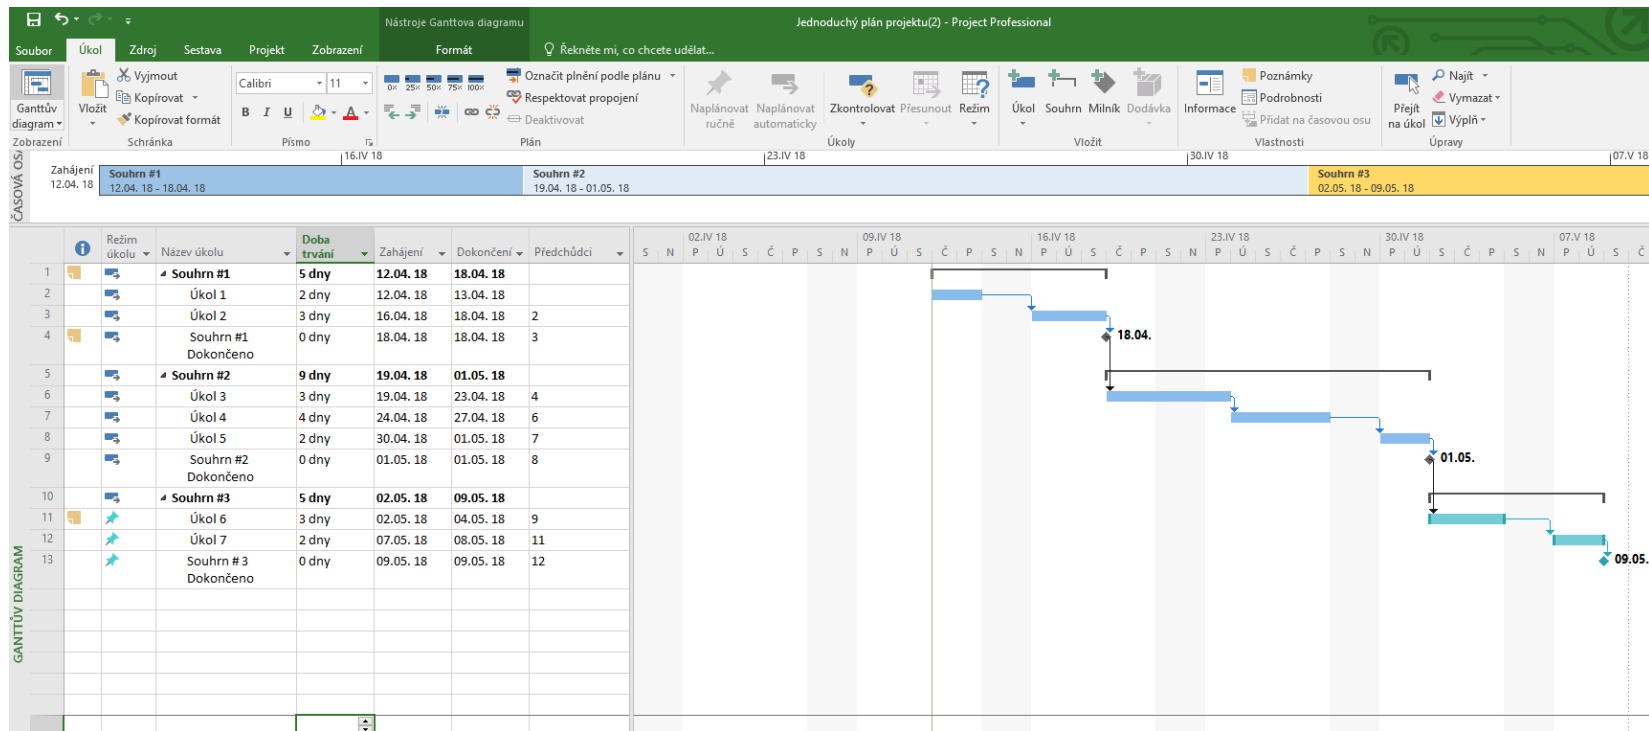 Nástroje Ganttova diagramu
Jednoduchý plán projektu(2) - Project Professional
Soubor Úkol Zdroj Sestava Projekt Zobrazení Formát Řekněte mi, co chcete udělat...
Ganttův diagram
Zobrazení
Vložit
Vyjmout
Kopírovat
Kopírovat formát
Schránka
Calibri 11
B I U A
Písmo
0× 25× 50× 75× 100×
Označit plnění podle plánu
Respektovat propojení
Deaktivovat
Plán
Naplánovat ručně
Naplánovat automaticky
Zkontrolovat
Přesunout
Režim
Úkoly
Úkol
Souhrn
Milník
Dodávka
Vložit
Informace
Poznámky
Podrobnosti
Přidat na časovou osu
Vlastnosti
Přejít na úkol
Najít
Vymazat
Výplň
Úpravy
ČASOVÁ OSA
16.IV 18 23.IV 18 30.IV 18 07.V 18
Zahájení
12.04. 18
Souhrn #1
12.04. 18 - 18.04. 18
Souhrn #2
19.04. 18 - 01.05. 18
Souhrn #3
02.05. 18 - 09.05. 18
GANTTŮV DIAGRAM
Režim úkolu Název úkolu Doba trvání Zahájení Dokončení Předchůdci
02.IV 18 09.IV 18 16.IV 18 23.IV 18 30.IV 18 07.V 18
S N P Ú S Č P S N P Ú S Č P S N P Ú S Č P S N P Ú S Č P S N P Ú S Č P S N P Ú S Č
1 Souhrn #1 5 dny 12.04. 18 18.04. 18
2 Úkol 1 2 dny 12.04. 18 13.04. 18
3 Úkol 2 3 dny 16.04. 18 18.04. 18 2
4 Souhrn #1 Dokončeno 0 dny 18.04. 18 18.04. 18 3
18.04.
5 Souhrn #2 9 dny 19.04. 18 01.05. 18
6 Úkol 3 3 dny 19.04. 18 23.04. 18 4
7 Úkol 4 4 dny 24.04. 18 27.04. 18 6
8 Úkol 5 2 dny 30.04. 18 01.05. 18 7
9 Souhrn #2 Dokončeno 0 dny 01.05. 18 01.05. 18 8
01.05.
10 Souhrn #3 5 dny 02.05. 18 09.05. 18
11 Úkol 6 3 dny 02.05. 18 04.05. 18 9
12 Úkol 7 2 dny 07.05. 18 08.05. 18 11
13 Souhrn #3 Dokončeno 0 dny 09.05. 18 09.05. 18 12
09.05.